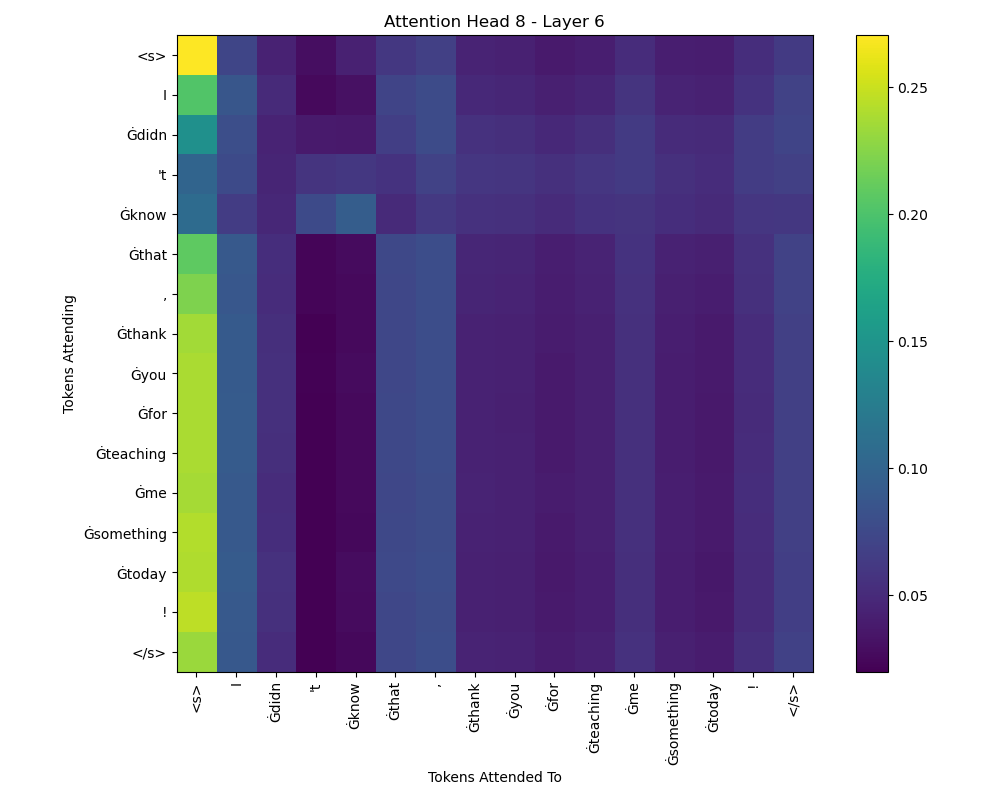 Attention Head 8 - Layer 6
<s>
I
Ġdidn
't
Ġknow
Ġthat
,
Ġthank
Ġyou
Ġfor
Ġteaching
Ġme
Ġsomething
Ġtoday
!
</s>
Tokens Attending
<s>
I
Ġdidn
't
Ġknow
Ġthat
,
Ġthank
Ġyou
Ġfor
Ġteaching
Ġme
Ġsomething
Ġtoday
!
</s>
Tokens Attended To
0.25
0.20
0.15
0.10
0.05